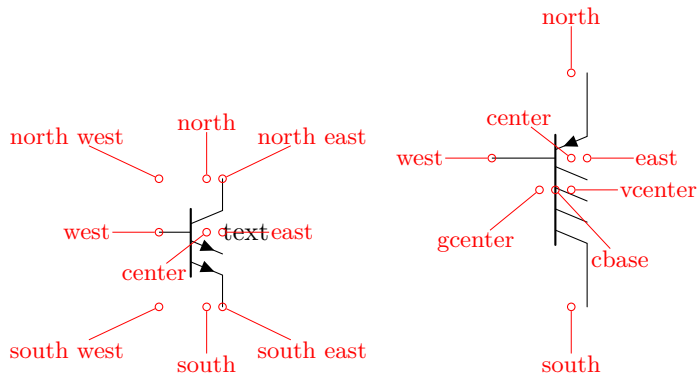 north
north west
north
north east
center
west
text
east
west
east
vcenter
center
gcenter
cbase
south west
south
south east
south